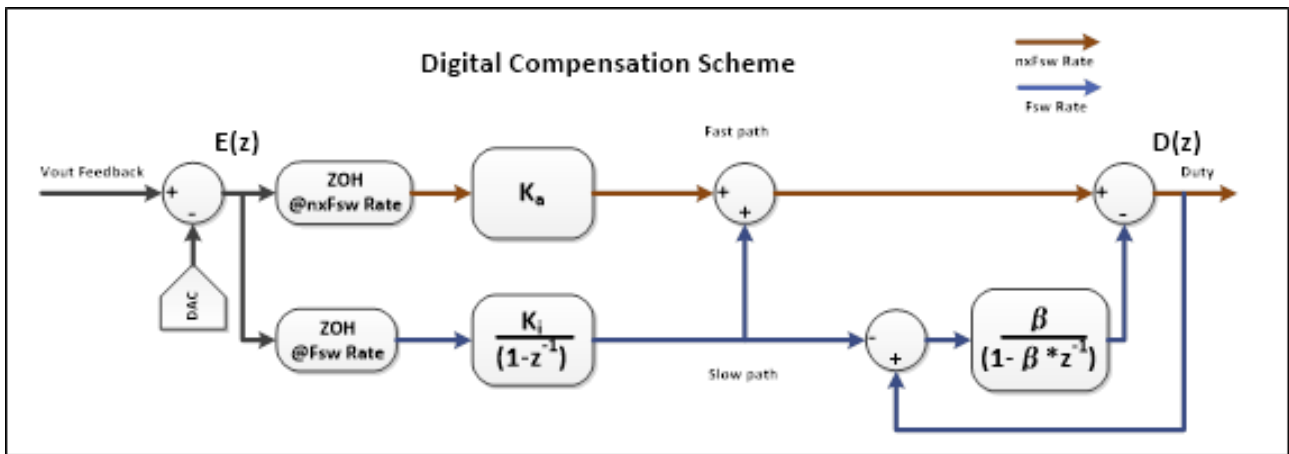 Digital Compensation Scheme
nxFsw Rate
Fsw Rate
E(z)
Fast path
D(z)
Vout Feedback
Duty
+
-
ZOH
@nxFsw Rate
Kₐ
+
+
+
-
DAC
ZOH
@Fsw Rate
Kᵢ
(1-z⁻¹)
Slow path
-
+
β
(1- β *z⁻¹)